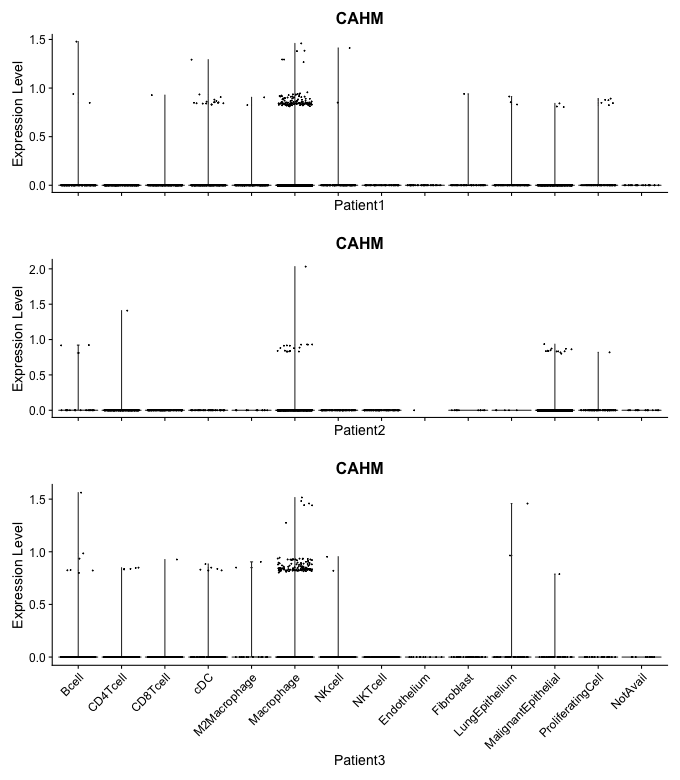 CAHM
Expression Level
1.5
1.0
0.5
0.0
Patient1
CAHM
Expression Level
2.0
1.5
1.0
0.5
0.0
Patient2
CAHM
Expression Level
1.5
1.0
0.5
0.0
Bcell
CD4Tcell
CD8Tcell
cDC
M2Macrophage
Macrophage
NKcell
NKTcell
Endothelium
Fibroblast
LungEpithelium
MalignantEpithelial
ProliferatingCell
NotAvail
Patient3